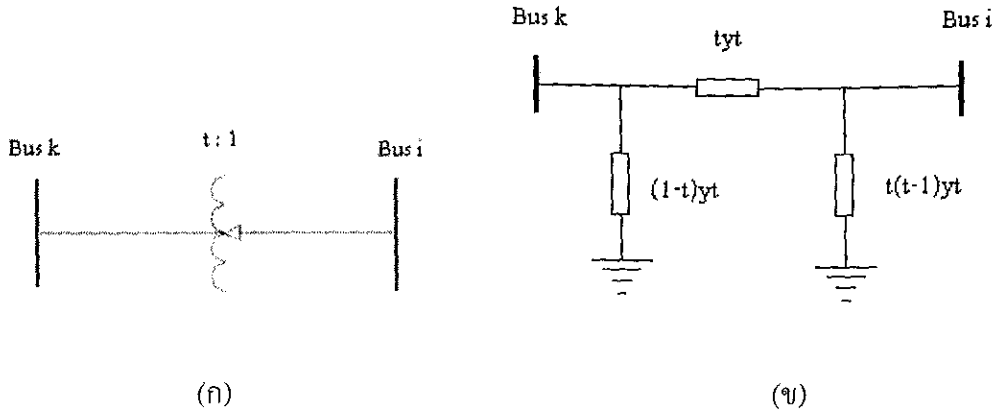 Bus k
t : 1
Bus i
(ก)
Bus k
tyt
Bus i
(1-t)yt
t(t-1)yt
(ข)